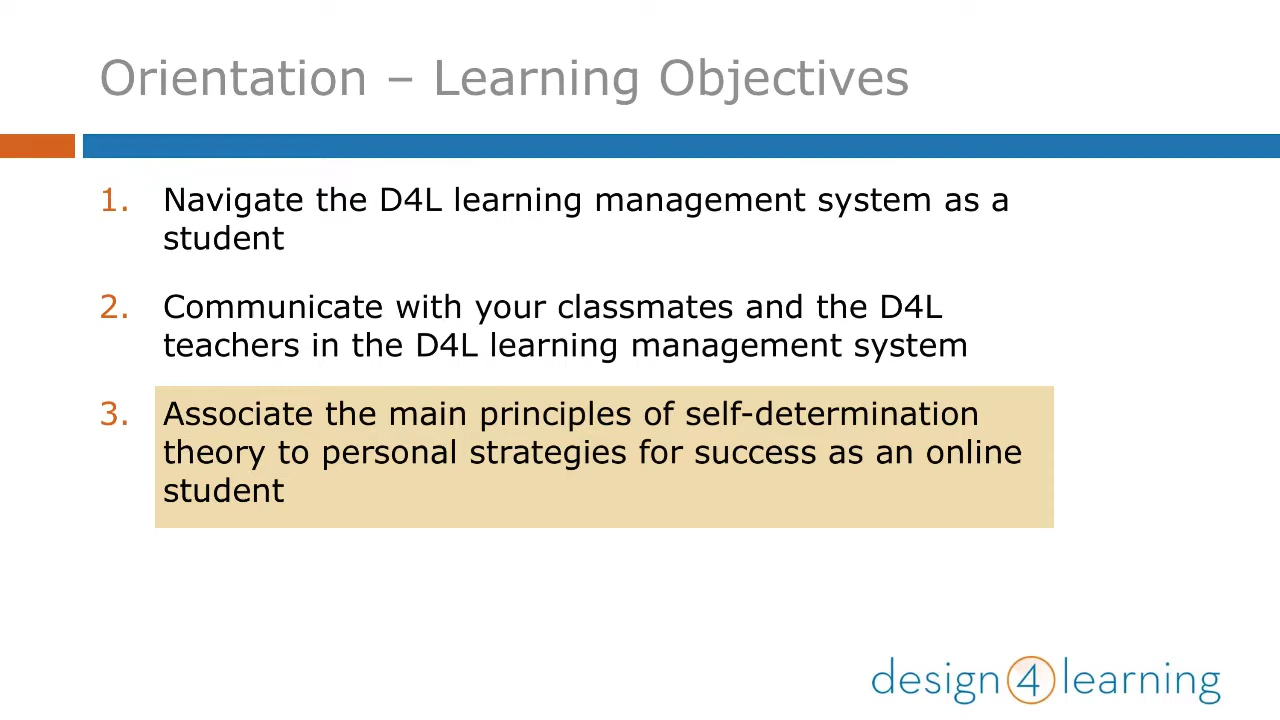 Orientation – Learning Objectives
1. Navigate the D4L learning management system as a
student
2. Communicate with your classmates and the D4L
teachers in the D4L learning management system
3. Associate the main principles of self-determination
theory to personal strategies for success as an online
student
design 4 learning